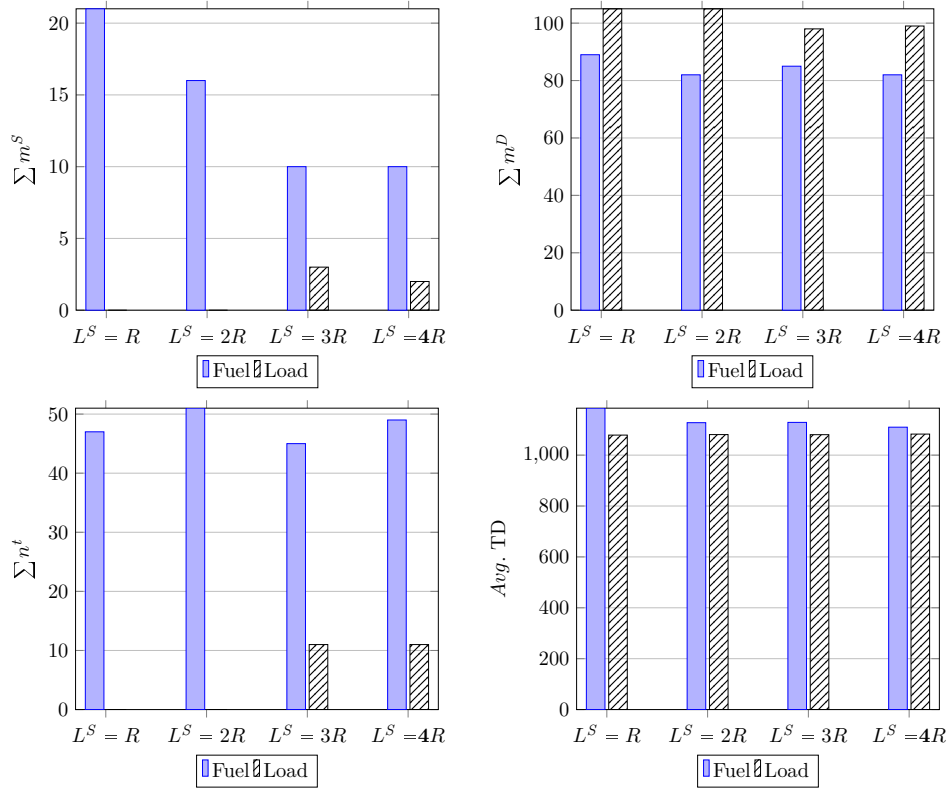 20
15
10
5
0
∑ m^S
L^S = R L^S = 2R L^S = 3R L^S =4R
Fuel Load
100
80
60
40
20
0
∑ m^D
L^S = R L^S = 2R L^S = 3R L^S =4R
Fuel Load
50
40
30
20
10
0
∑ n^t
L^S = R L^S = 2R L^S = 3R L^S =4R
Fuel Load
1,000
800
600
400
200
0
Avg. TD
L^S = R L^S = 2R L^S = 3R L^S =4R
Fuel Load